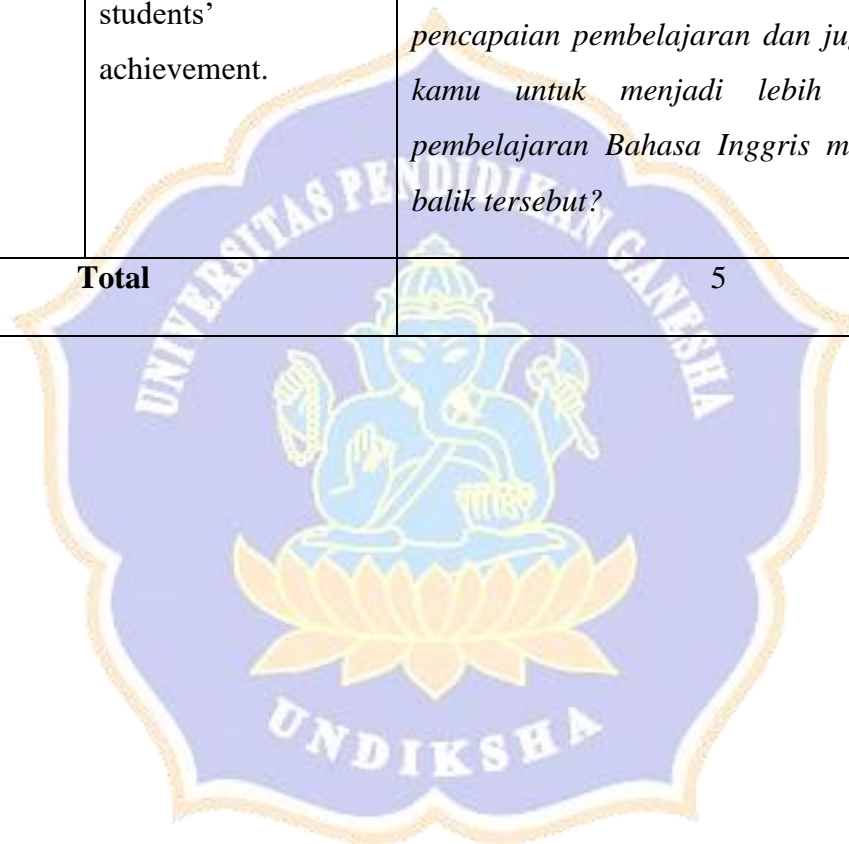 students’
achievement.
pencapaian pembelajaran dan
kamu untuk menjadi lebih
pembelajaran Bahasa Inggris
balik tersebut?
Total 5
UNIVERSITAS PENDIDIKAN GANESHA
UNDIKSHA